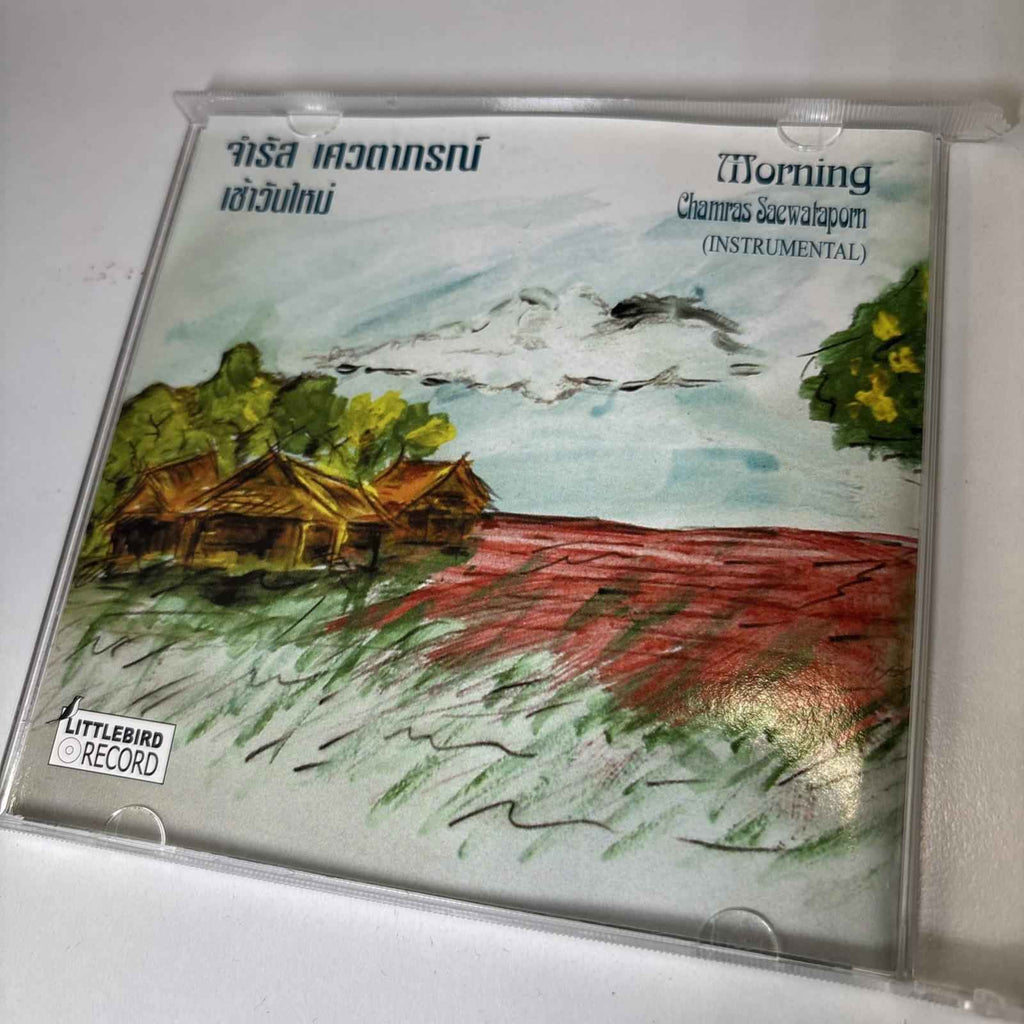 จำรัส เศวตาภรณ์
เช้าวันใหม่
Morning
Chamras Saewataporn
(INSTRUMENTAL)
LITTLEBIRD
RECORD